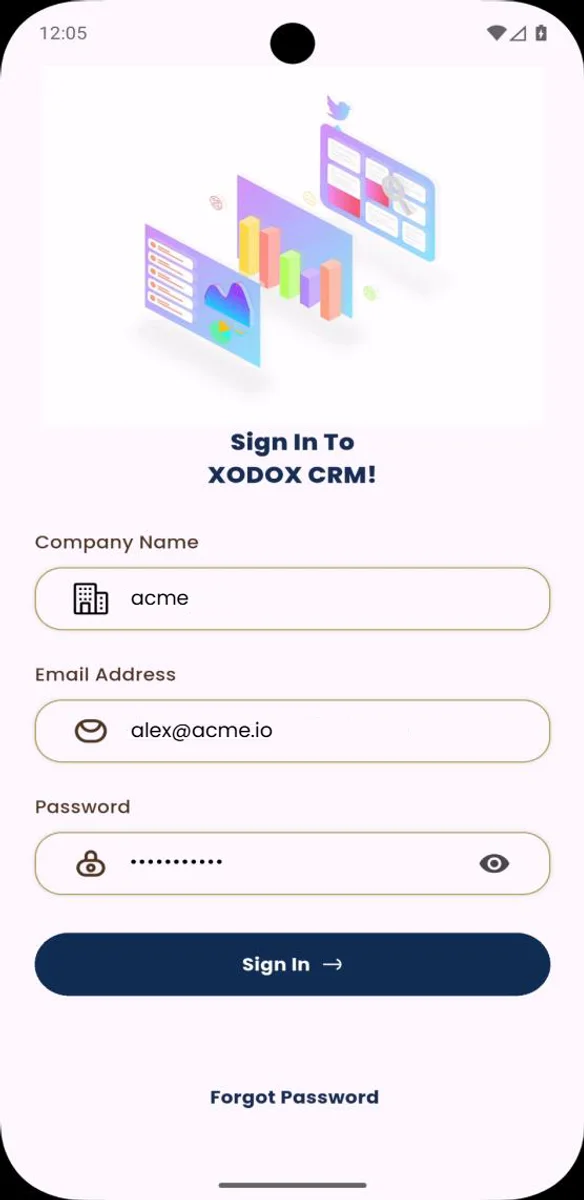 12:05
Sign In To
XODOX CRM!
Company Name
acme
Email Address
alex@acme.io
Password
•••••••••••
Sign In →
Forgot Password